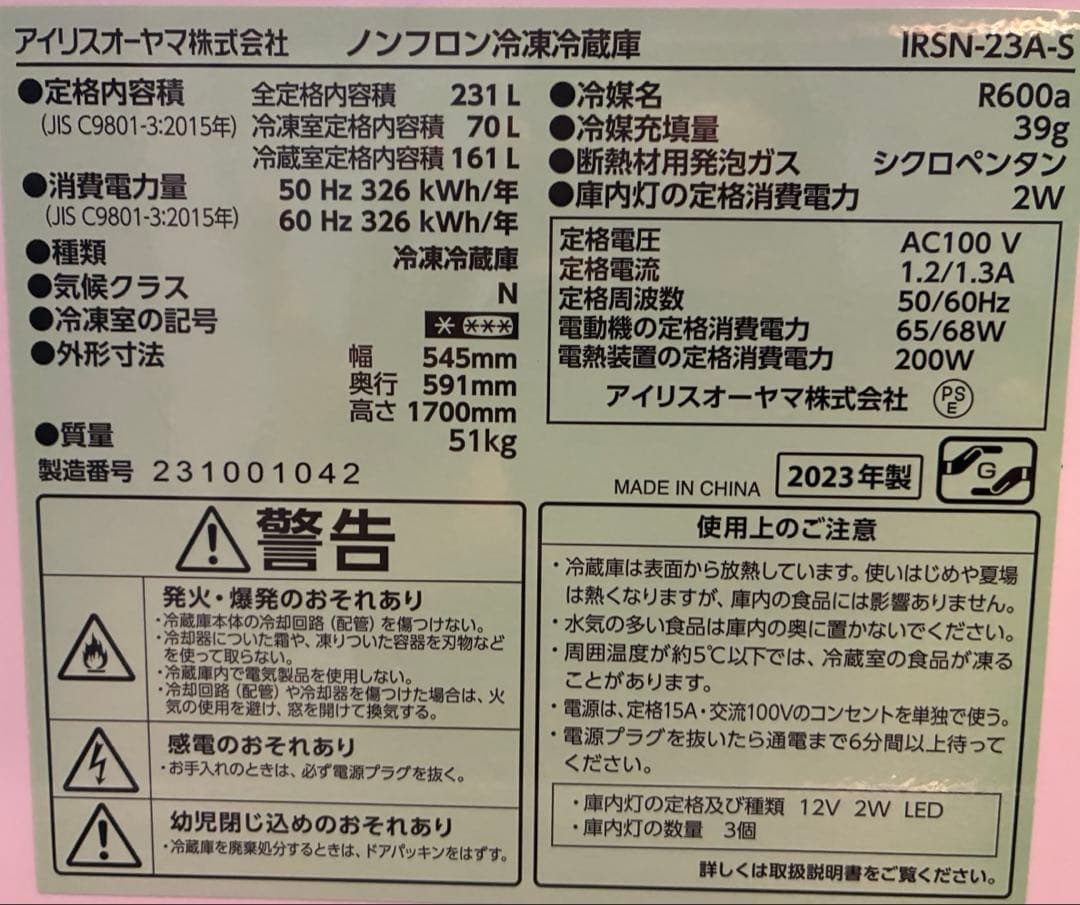 アイリスオーヤマ株式会社 ノンフロン冷凍冷蔵庫 IRSN-23A-S
●定格内容積 全定格内容積 231 L
(JIS C9801-3:2015年) 冷凍室定格内容積 70 L
冷蔵室定格内容積 161 L
●消費電力量 50 Hz 326 kWh/年
(JIS C9801-3:2015年) 60 Hz 326 kWh/年
●種類 冷凍冷蔵庫
●気候クラス N
●冷凍室の記号
●外形寸法 幅 545mm
奥行 591mm
高さ 1700mm
●質量 51kg
製造番号 231001042
●冷媒名 R600a
●冷媒充填量 39g
●断熱材用発泡ガス シクロペンタン
●庫内灯の定格消費電力 2W
定格電圧 AC100 V
定格電流 1.2/1.3A
定格周波数 50/60Hz
電動機の定格消費電力 65/68W
電熱装置の定格消費電力 200W
アイリスオーヤマ株式会社 PSE
MADE IN CHINA 2023年製 G
警告
発火・爆発のおそれあり
・冷蔵庫本体の冷却回路（配管）を傷つけない。
・冷却器についた霜や、凍りついた容器を刃物など
を使って取らない。
・冷蔵庫内で電気製品を使用しない。
・冷却回路（配管）や冷却器を傷つけた場合は、火
気の使用を避け、窓を開けて換気する。
感電のおそれあり
・お手入れのときは、必ず電源プラグを抜く。
幼児閉じ込めのおそれあり
・冷蔵庫を廃棄処分するときは、ドアパッキンをはずす。
使用上のご注意
・冷蔵庫は表面から放熱しています。使いはじめや夏場
は熱くなりますが、庫内の食品には影響ありません。
・水気の多い食品は庫内の奥に置かないでください。
・周囲温度が約5℃以下では、冷蔵室の食品が凍る
ことがあります。
・電源は、定格15A・交流100Vのコンセントを単独で使う。
・電源プラグを抜いたら通電まで6分間以上待って
ください。
・庫内灯の定格及び種類 12V 2W LED
・庫内灯の数量 3個
詳しくは取扱説明書をご覧ください。